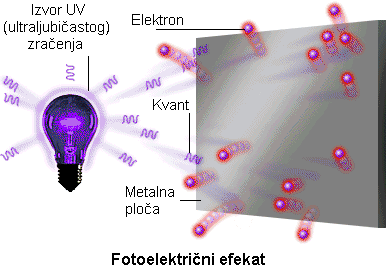 Izvor UV
(ultraljubičastog)
zračenja
Elektron
Kvant
Metalna
ploča
Fotoelektrični efekat